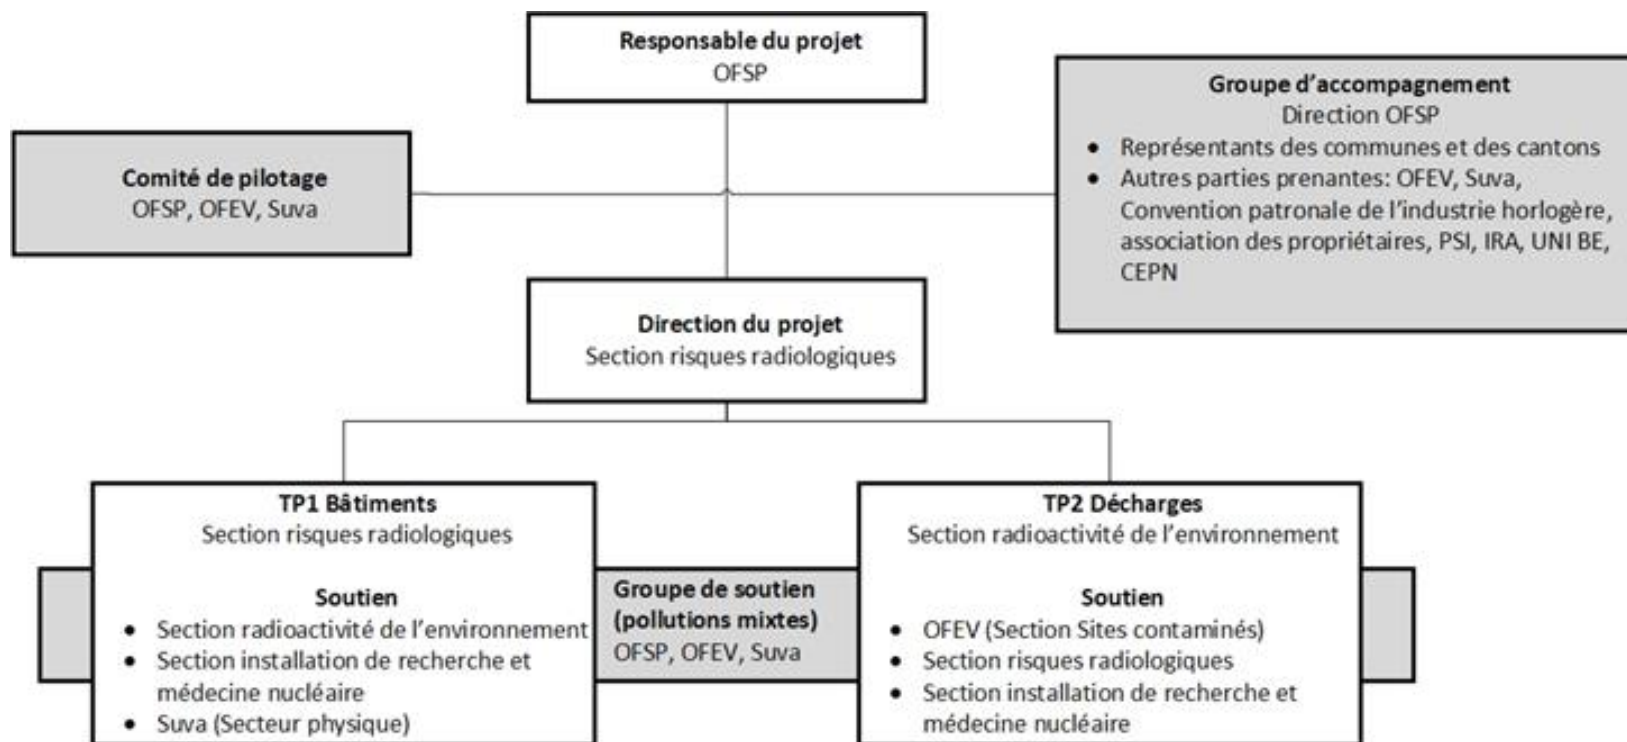 Responsable du projet
OFSP
Groupe d’accompagnement
Direction OFSP
• Représentants des communes et des cantons
• Autres parties prenantes: OFEV, Suva,
Convention patronale de l’industrie horlogère,
association des propriétaires, PSI, IRA, UNI BE,
CEPN
Comité de pilotage
OFSP, OFEV, Suva
Direction du projet
Section risques radiologiques
TP1 Bâtiments
Section risques radiologiques
Soutien
• Section radioactivité de l’environnement
• Section installation de recherche et
médecine nucléaire
• Suva (Secteur physique)
Groupe de soutien
(pollutions mixtes)
OFSP, OFEV, Suva
TP2 Décharges
Section radioactivité de l’environnement
Soutien
• OFEV (Section Sites contaminés)
• Section risques radiologiques
• Section installation de recherche et
médecine nucléaire